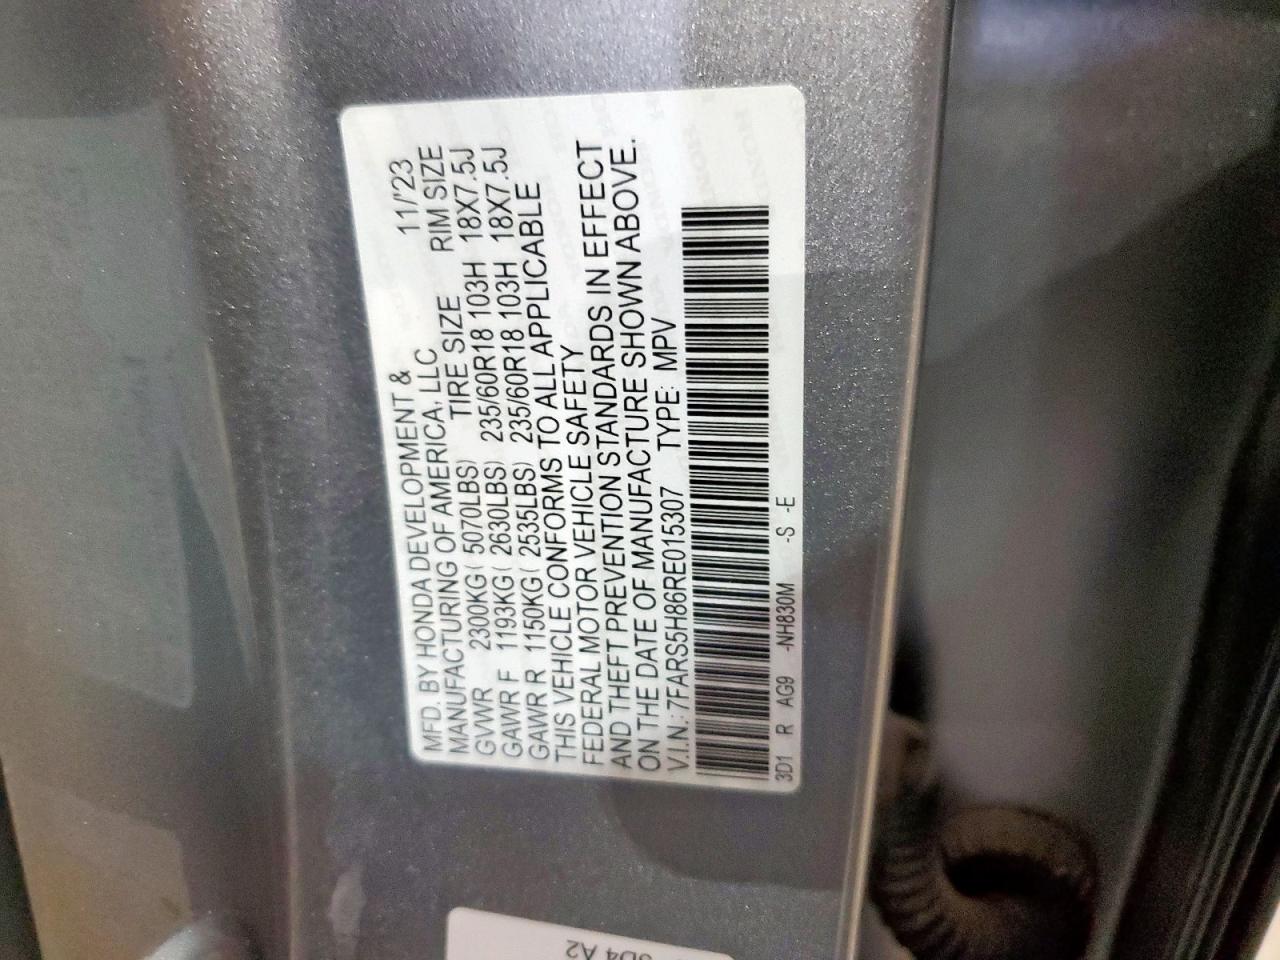 MFD. BY HONDA DEVELOPMENT & 11/'23
MANUFACTURING OF AMERICA, LLC
TIRE SIZE RIM SIZE
GVWR 2300KG( 5070LBS)
GAWR F 1193KG( 2630LBS) 235/60R18 103H 18X7.5J
GAWR R 1150KG( 2535LBS) 235/60R18 103H 18X7.5J
THIS VEHICLE CONFORMS TO ALL APPLICABLE
FEDERAL MOTOR VEHICLE SAFETY
AND THEFT PREVENTION STANDARDS IN EFFECT
ON THE DATE OF MANUFACTURE SHOWN ABOVE.
V.I.N.: 7FARS5H86RE015307 TYPE: MPV
3D1 R AG9 -NH830M -S -E
A2